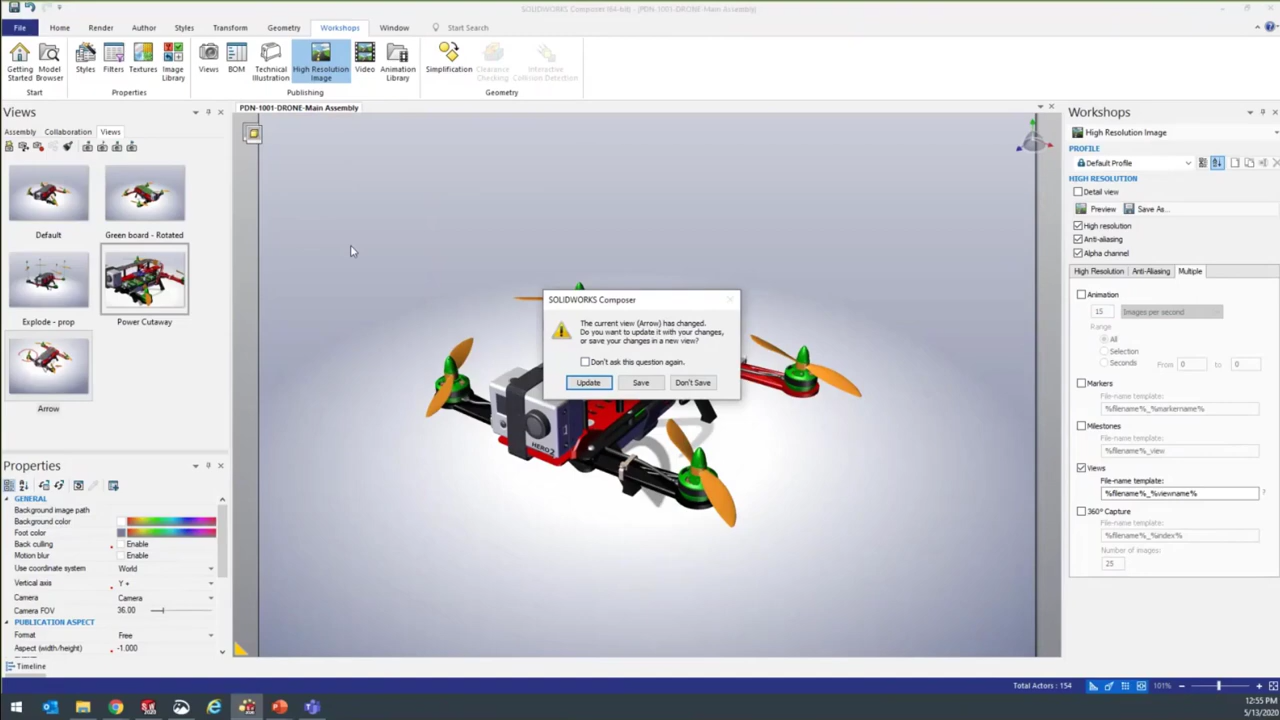 SOLIDWORKS Composer (64-bit) - [PDN-1001-DRONE-Main Assembly]
File Home Render Author Styles Transform Geometry Workshops Window Start Search
Getting Started Model Browser Styles Filters Textures Image Library Views BOM Technical Illustration High Resolution Image Video Animation Library Simplification Clearance Checking Interactive Collision Detection
Start Properties Publishing Geometry
Views
Assembly Collaboration Views
Default Green board - Rotated
Explode - prop Power Cutaway
Arrow
Properties
GENERAL
Background image path
Background color
Foot color
Back culling Enable
Motion blur Enable
Use coordinate system World
Vertical axis Y +
Camera Camera
Camera FOV 36.00
PUBLICATION ASPECT
Format Free
Aspect (width/height) -1.000
Timeline
PDN-1001-DRONE-Main Assembly
HERO2
SOLIDWORKS Composer
The current view (Arrow) has changed.
Do you want to update it with your changes,
or save your changes in a new view?
Don't ask this question again.
Update Save Don't Save
Workshops
High Resolution Image
PROFILE
Default Profile
HIGH RESOLUTION
Detail view
Preview Save As...
High resolution
Anti-aliasing
Alpha channel
High Resolution Anti-Aliasing Multiple
Animation
15 Images per second
Range
All
Selection
Seconds From 0 to 0
Markers
File-name template:
%filename%_%markername%
Milestones
File-name template:
%filename%_view
Views
File-name template:
%filename%_%viewname% ?
360° Capture
File-name template:
%filename%_%index%
Number of images:
25
Total Actors : 154 101%
12:55 PM
5/13/2020